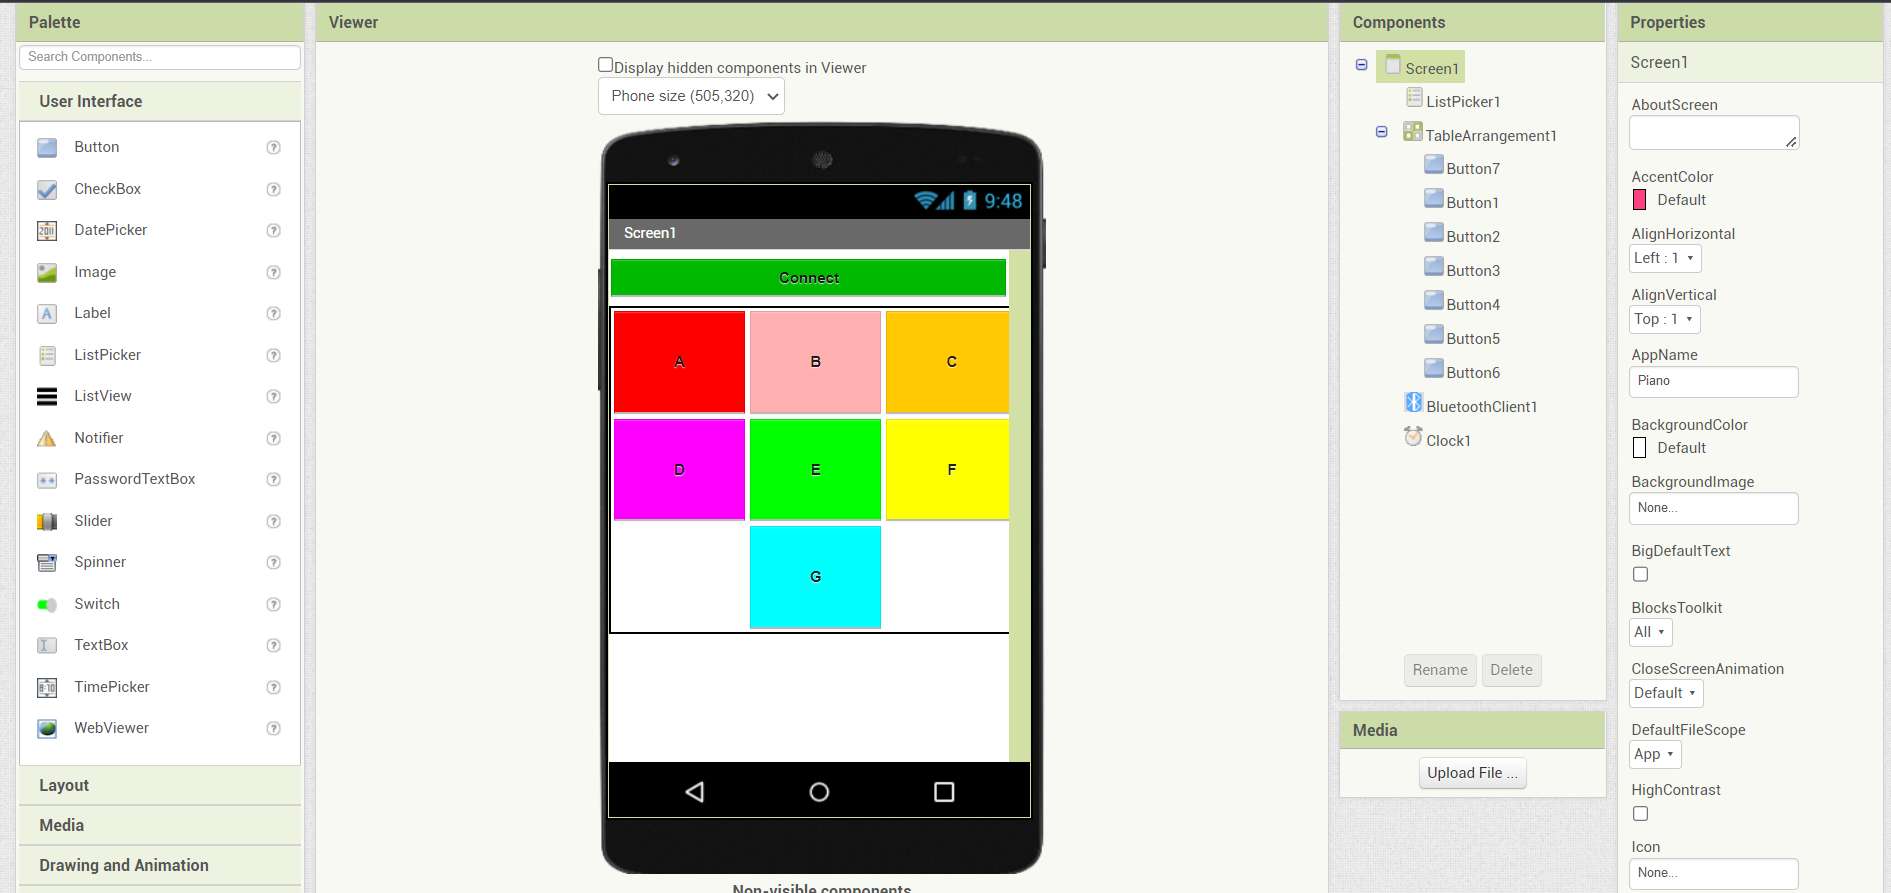 Palette
Search Components...
User Interface
Button
CheckBox
DatePicker
Image
Label
ListPicker
ListView
Notifier
PasswordTextBox
Slider
Spinner
Switch
TextBox
TimePicker
WebViewer
Layout
Media
Drawing and Animation
Viewer
Display hidden components in Viewer
Phone size (505,320)
9:48
Screen1
Connect
A B C
D E F
G
Non-visible components
Components
Screen1
ListPicker1
TableArrangement1
Button7
Button1
Button2
Button3
Button4
Button5
Button6
BluetoothClient1
Clock1
Rename Delete
Media
Upload File ...
Properties
Screen1
AboutScreen
AccentColor
Default
AlignHorizontal
Left : 1
AlignVertical
Top : 1
AppName
Piano
BackgroundColor
Default
BackgroundImage
None...
BigDefaultText
BlocksToolkit
All
CloseScreenAnimation
Default
DefaultFileScope
App
HighContrast
Icon
None...